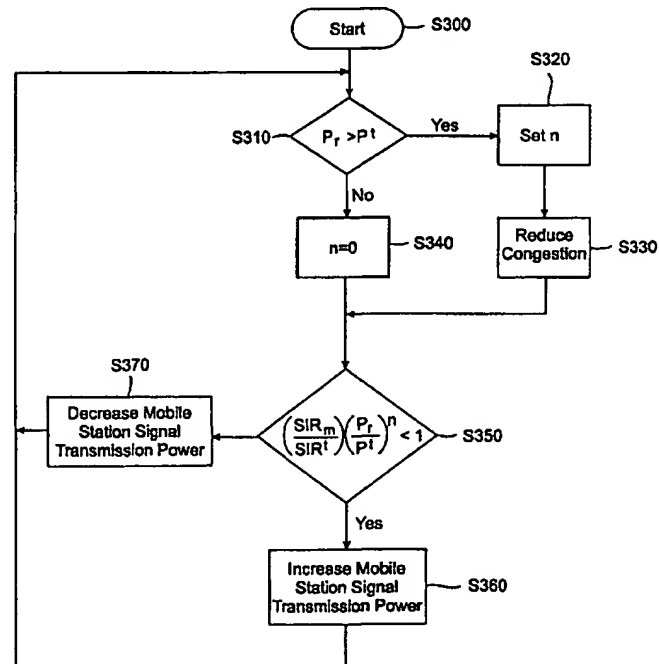 Start
S300
S320
S310
P_r > P^t
Yes
Set n
No
n=0
S340
Reduce
Congestion
S330
S370
Decrease Mobile
Station Signal
Transmission Power
(SIR_m/SIR^t)(P_r/P^t)^n < 1
S350
Yes
Increase Mobile
Station Signal
Transmission Power
S360